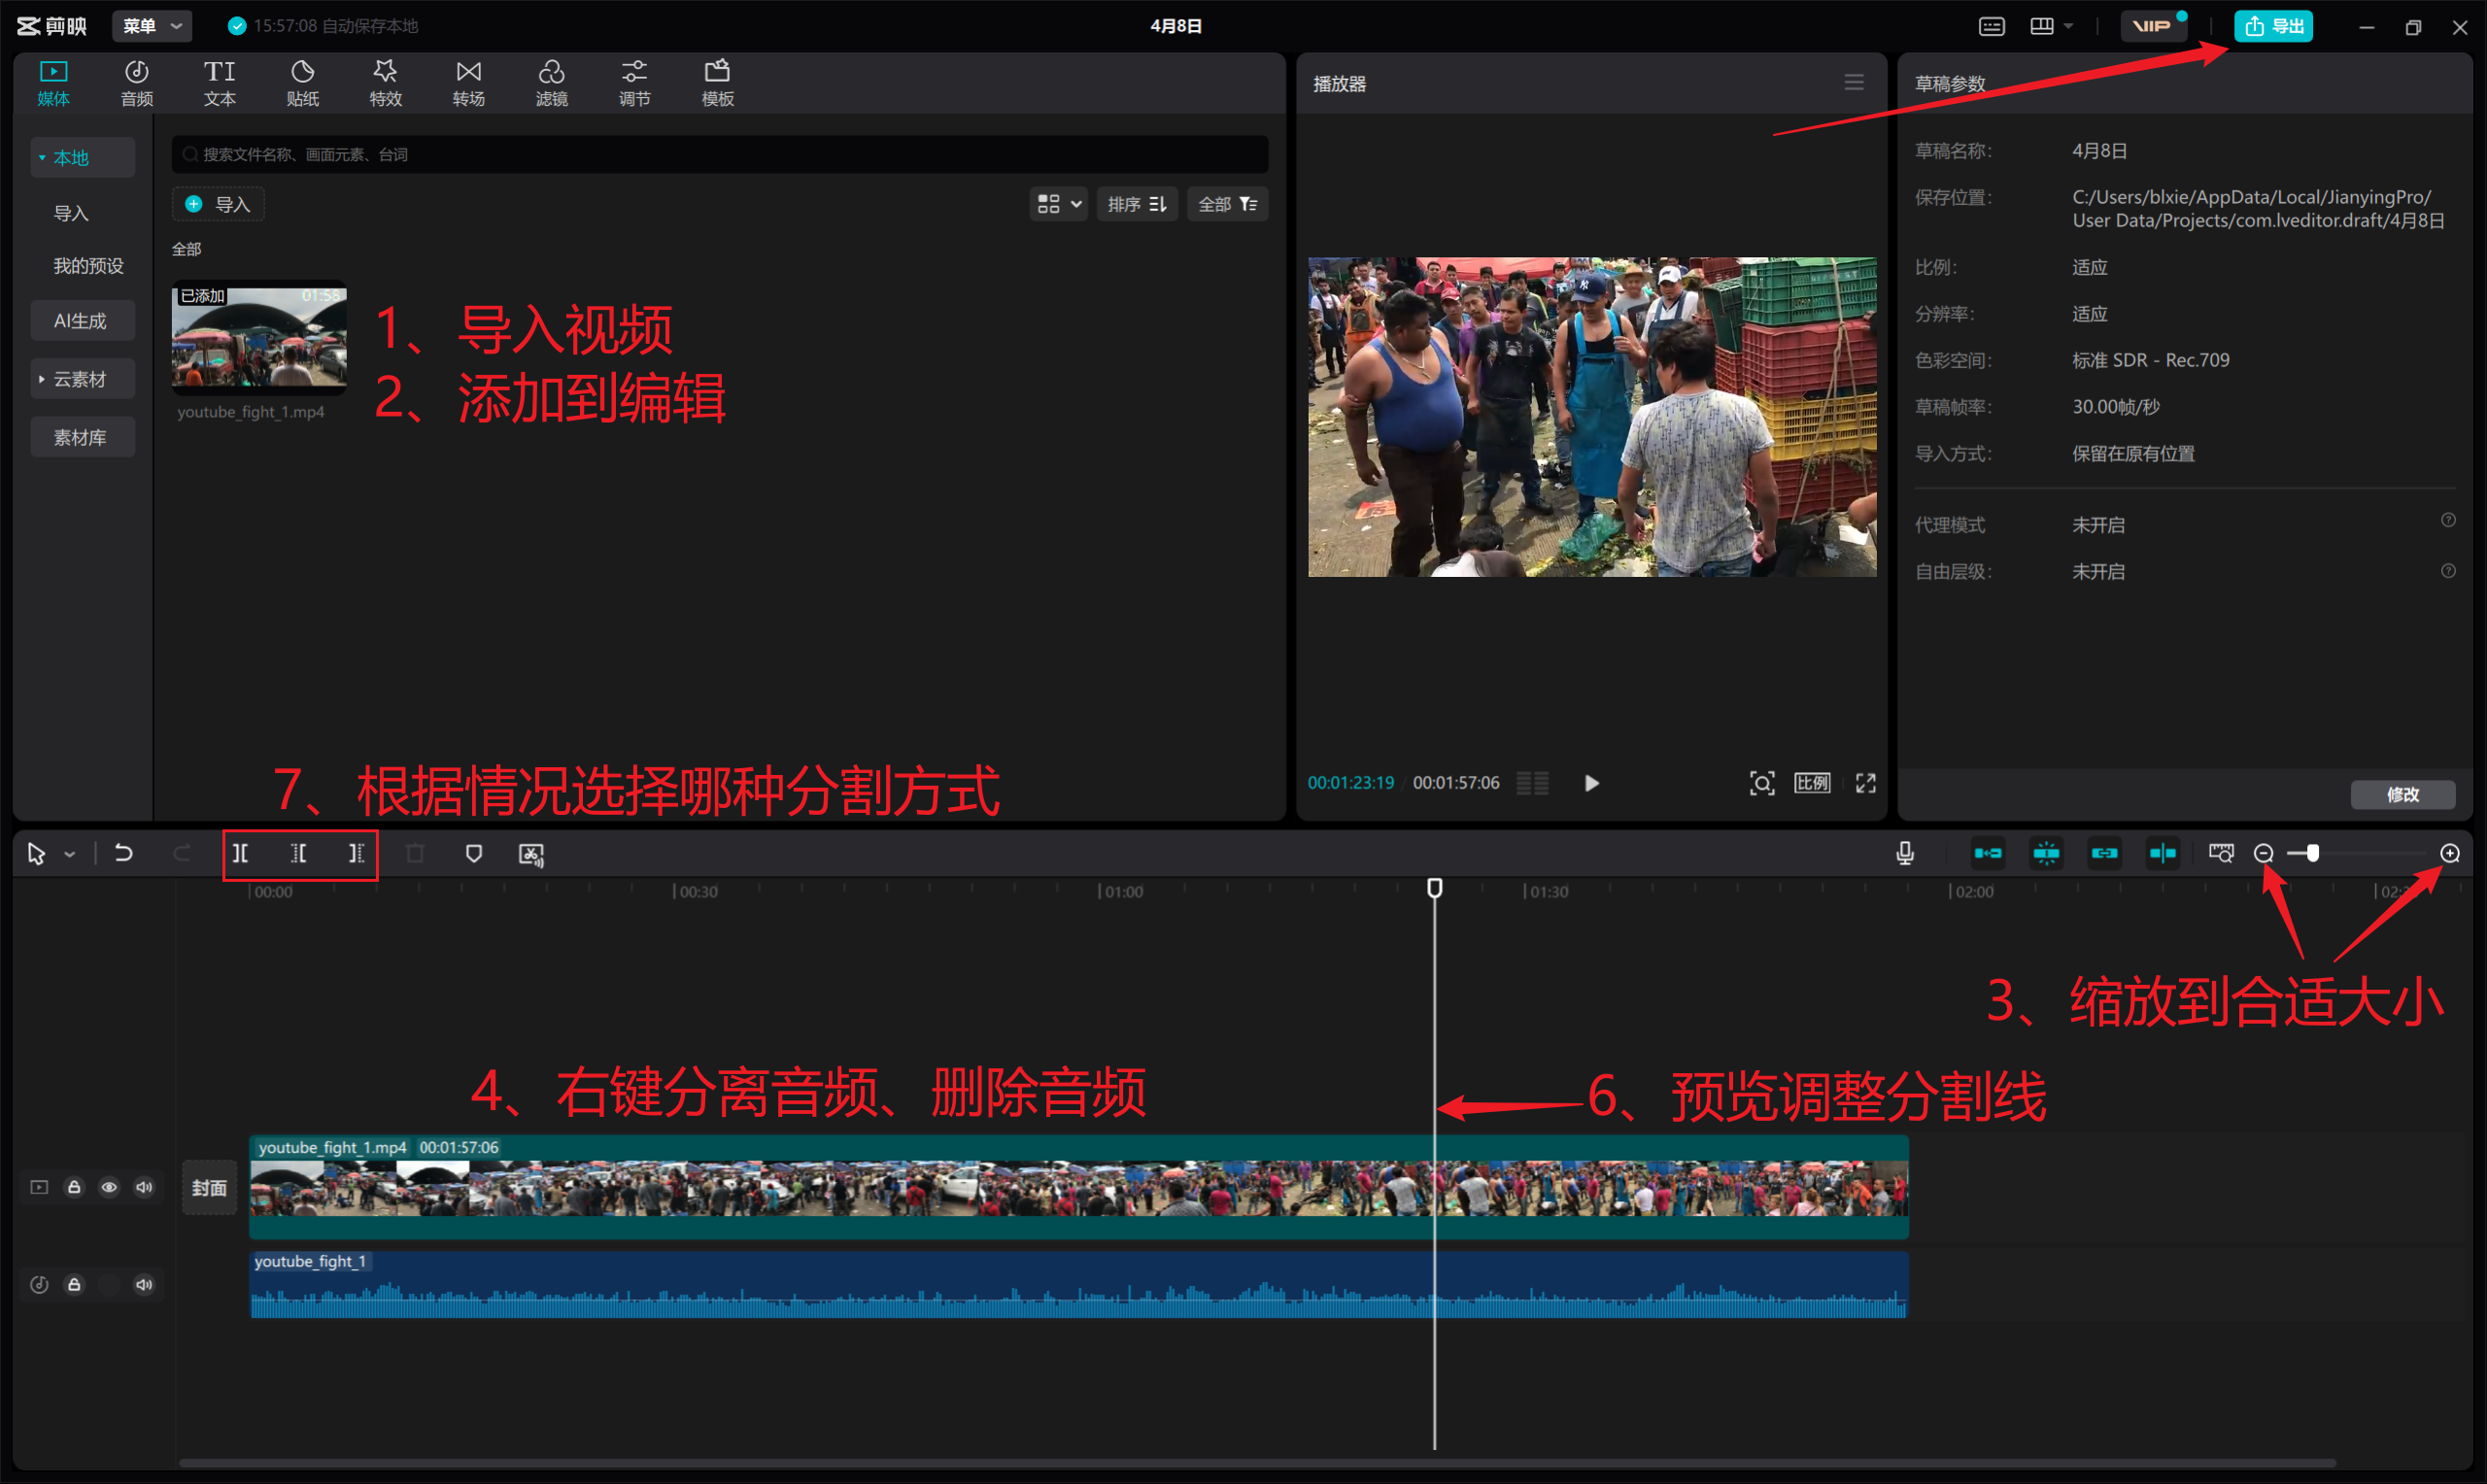 剪映 菜单 15:57:08 自动保存本地 4月8日 VIP 导出
媒体 音频 文本 贴纸 特效 转场 滤镜 调节 模板
TI
播放器
草稿参数
本地
导入
我的预设
AI生成
云素材
素材库
搜索文件名称、画面元素、台词
导入
排序
全部
全部
已添加 01:58
youtube_fight_1.mp4
1、导入视频
2、添加到编辑
7、根据情况选择哪种分割方式
00:01:23:19 / 00:01:57:06
比例
草稿名称： 4月8日
保存位置： C:/Users/blxie/AppData/Local/JianyingPro/
User Data/Projects/com.lveditor.draft/4月8日
比例： 适应
分辨率： 适应
色彩空间： 标准 SDR - Rec.709
草稿帧率： 30.00帧/秒
导入方式： 保留在原有位置
代理模式 未开启
自由层级： 未开启
修改
00:00 00:30 01:00 01:30 02:00
3、缩放到合适大小
4、右键分离音频、删除音频
6、预览调整分割线
youtube_fight_1.mp4 00:01:57:06
封面
youtube_fight_1